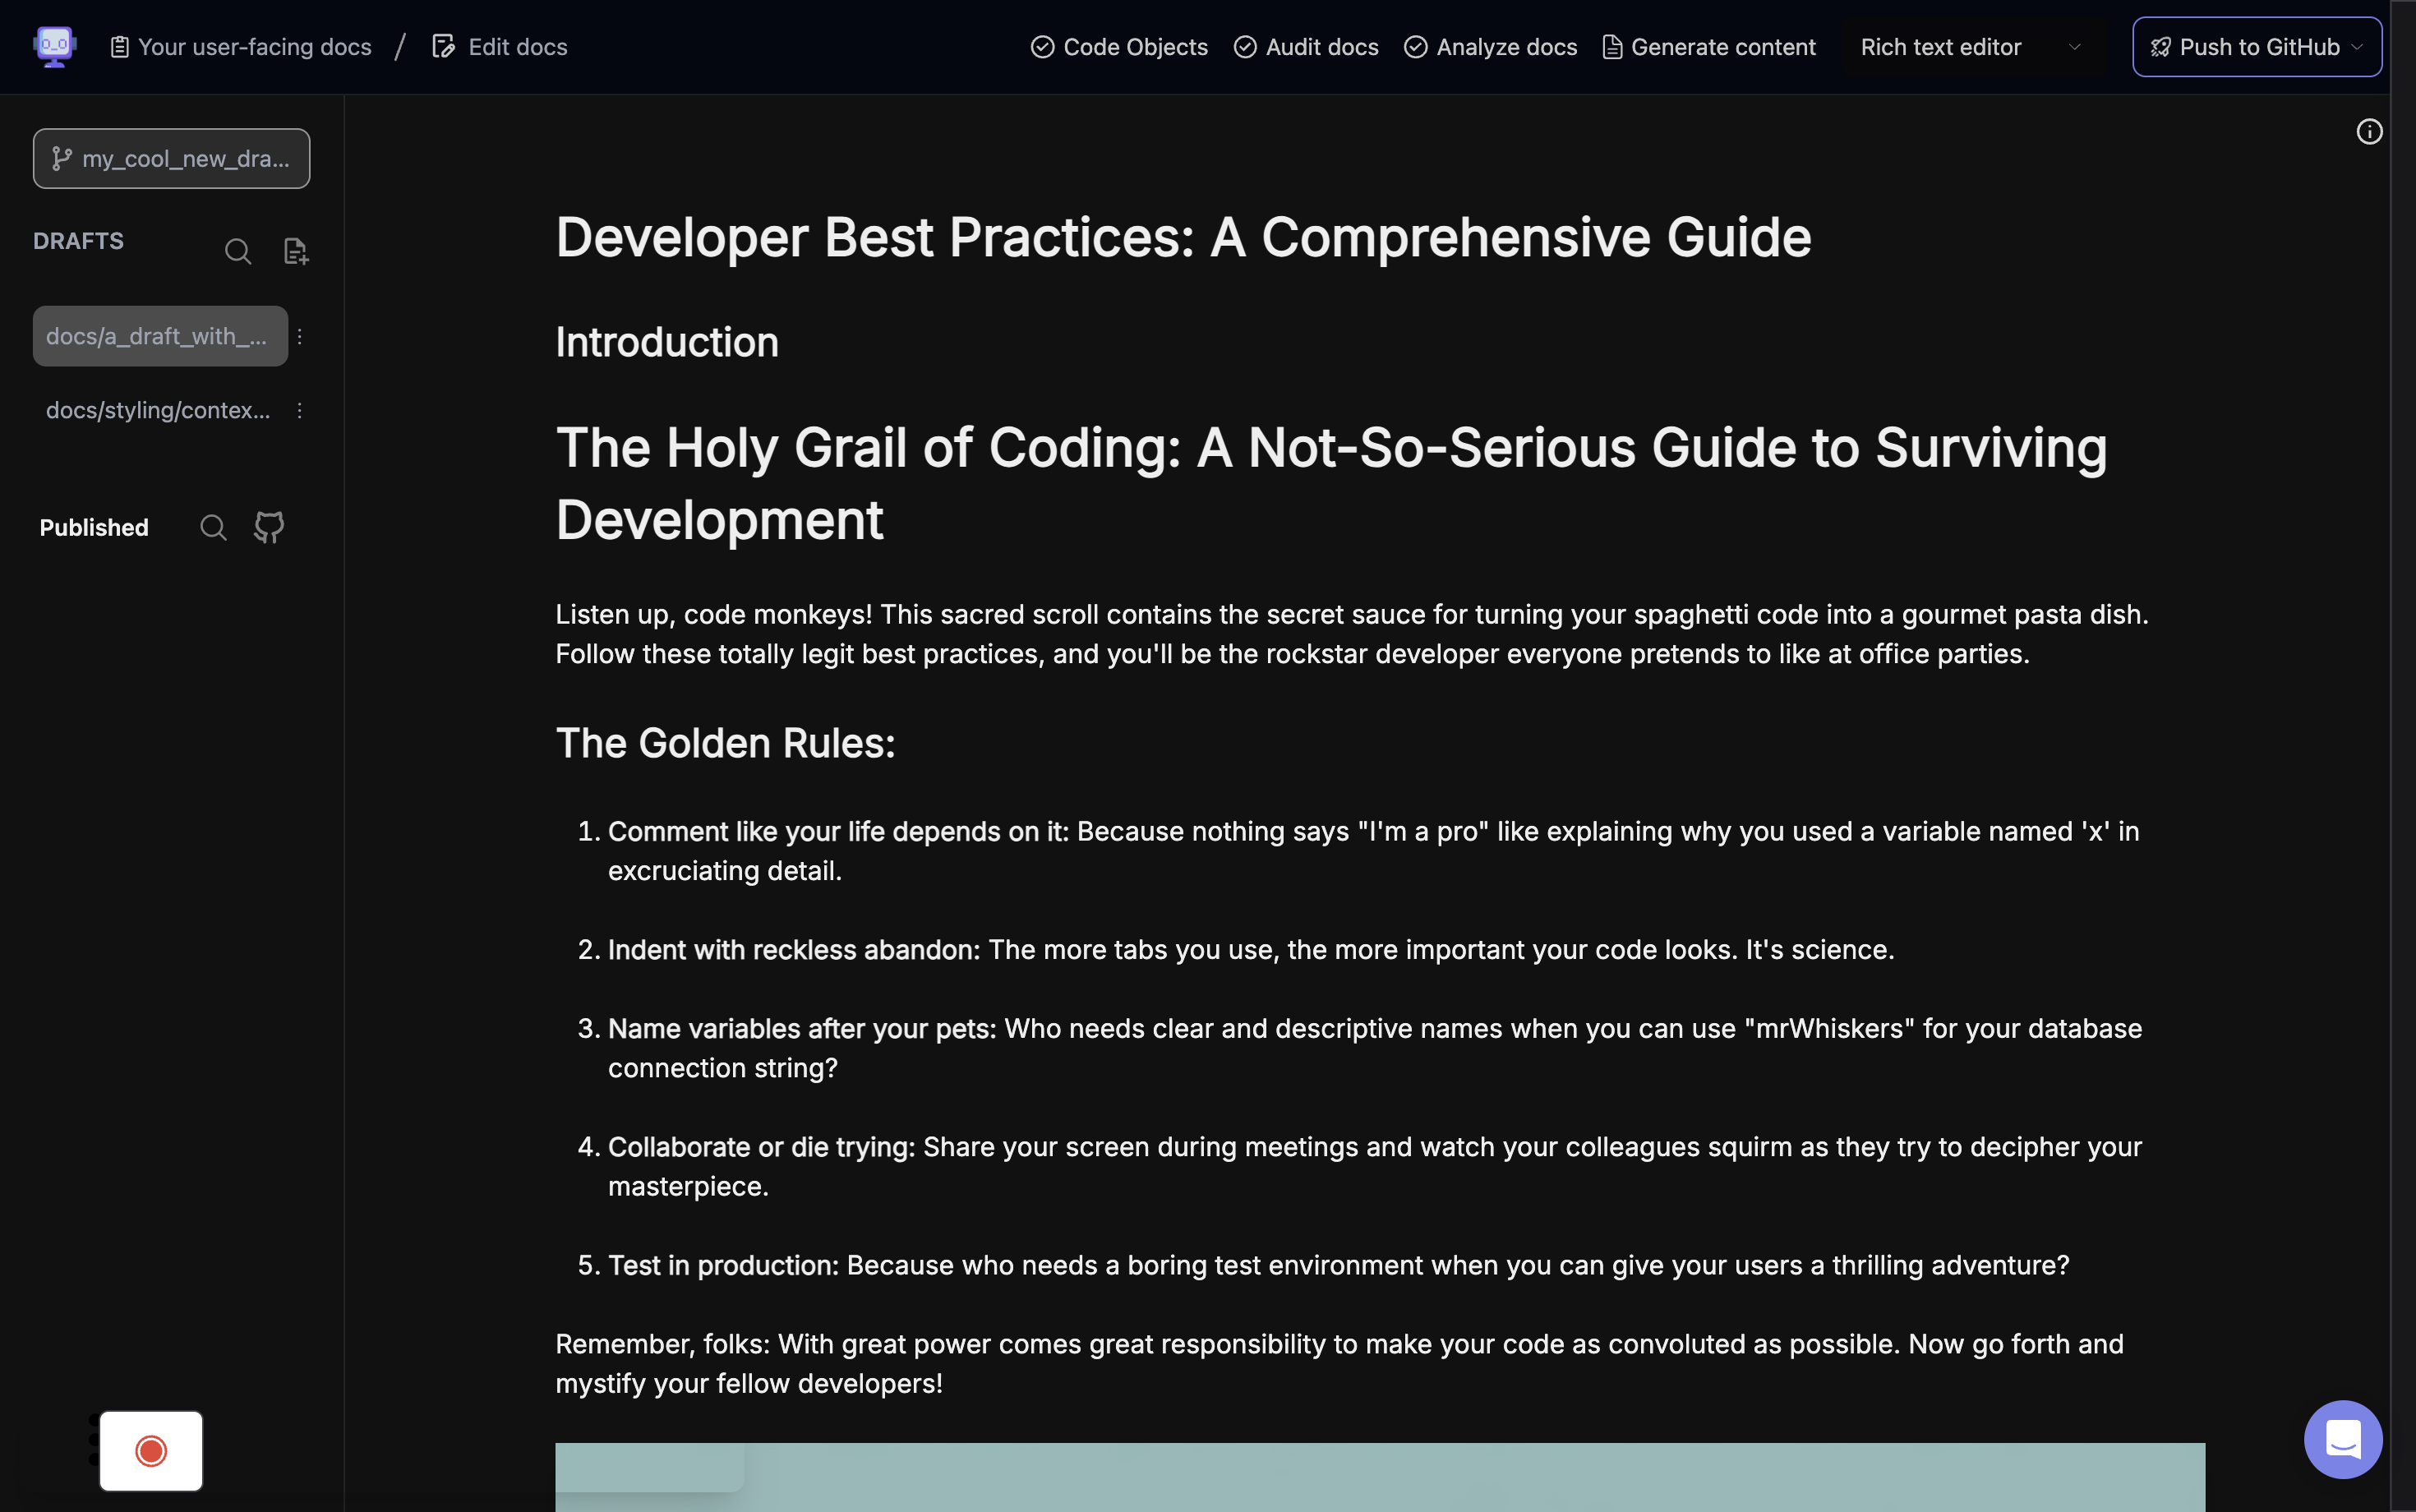 Your user-facing docs / Edit docs
Code Objects Audit docs Analyze docs Generate content Rich text editor Push to GitHub
my_cool_new_dra...
DRAFTS
docs/a_draft_with_...
docs/styling/contex...
Published
Developer Best Practices: A Comprehensive Guide
Introduction
The Holy Grail of Coding: A Not-So-Serious Guide to Surviving
Development
Listen up, code monkeys! This sacred scroll contains the secret sauce for turning your spaghetti code into a gourmet pasta dish.
Follow these totally legit best practices, and you'll be the rockstar developer everyone pretends to like at office parties.
The Golden Rules:
1. Comment like your life depends on it: Because nothing says "I'm a pro" like explaining why you used a variable named 'x' in
excruciating detail.
2. Indent with reckless abandon: The more tabs you use, the more important your code looks. It's science.
3. Name variables after your pets: Who needs clear and descriptive names when you can use "mrWhiskers" for your database
connection string?
4. Collaborate or die trying: Share your screen during meetings and watch your colleagues squirm as they try to decipher your
masterpiece.
5. Test in production: Because who needs a boring test environment when you can give your users a thrilling adventure?
Remember, folks: With great power comes great responsibility to make your code as convoluted as possible. Now go forth and
mystify your fellow developers!